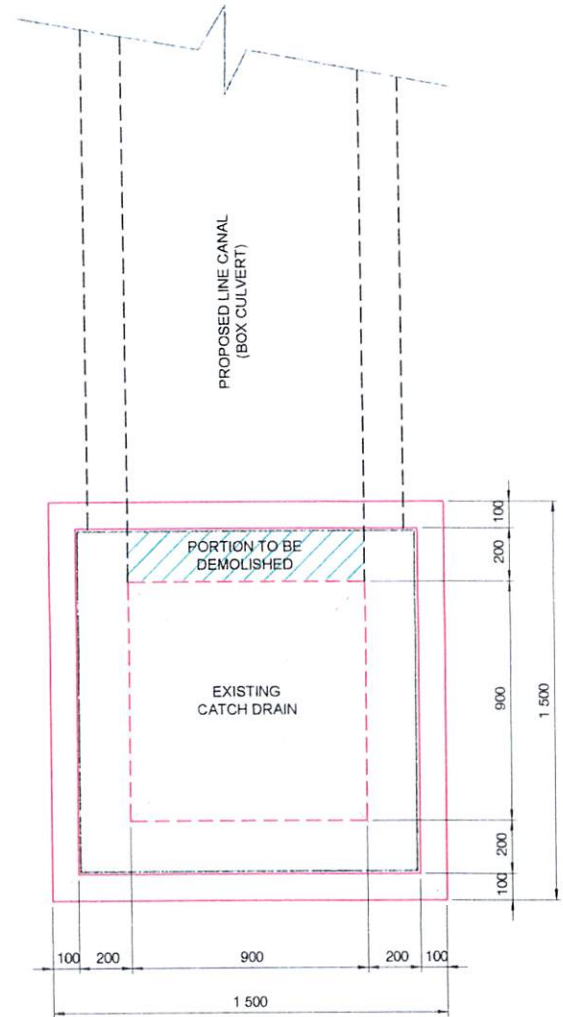 PROPOSED LINE CANAL
(BOX CULVERT)
PORTION TO BE
DEMOLISHED
EXISTING
CATCH DRAIN
100
200
900
200
100
1 500
100
200
900
200
100
1 500